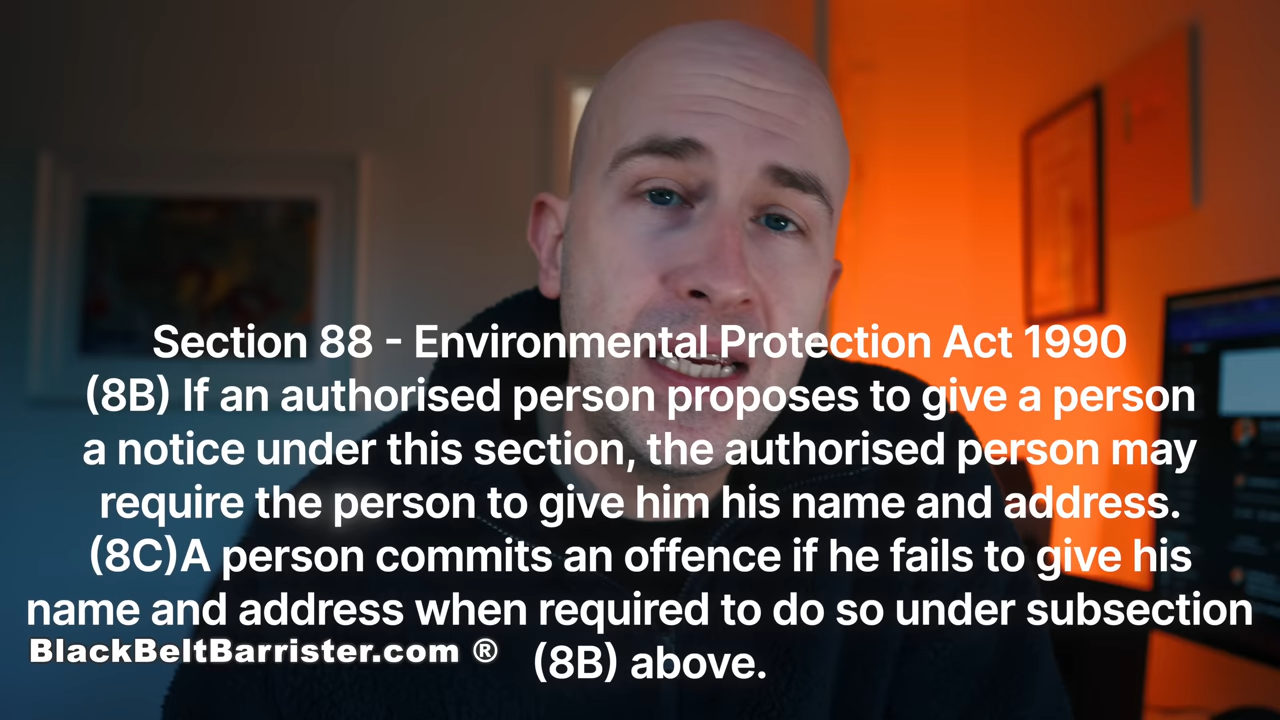 Section 88 - Environmental Protection Act 1990
(8B) If an authorised person proposes to give a person
a notice under this section, the authorised person may
require the person to give him his name and address.
(8C)A person commits an offence if he fails to give his
name and address when required to do so under subsection
(8B) above.
BlackBeltBarrister.com ®